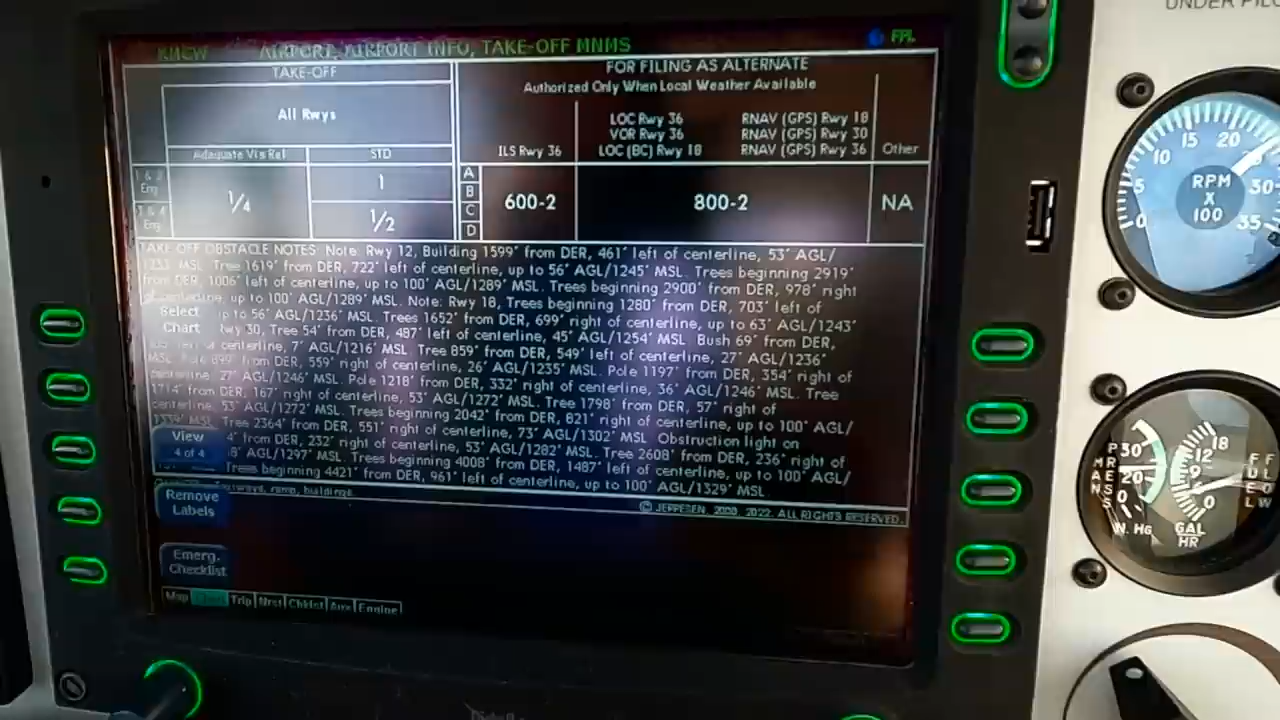 UNDER PILO
KMCW AIRPORT, AIRPORT INFO, TAKE-OFF MNMS
FPL
TAKE-OFF
FOR FILING AS ALTERNATE
Authorized Only When Local Weather Available
All Rwys
LOC Rwy 36 RNAV (GPS) Rwy 18
VOR Rwy 36 RNAV (GPS) Rwy 30
Adequate Vis Ref STD ILS Rwy 36 LOC (BC) Rwy 18 RNAV (GPS) Rwy 36 Other
1 & 2
Eng
1/4
1
A
B
600-2
800-2
NA
3 & 4
Eng
1/2
C
D
TAKE-OFF OBSTACLE NOTES: Note: Rwy 12, Building 1599' from DER, 461' left of centerline, 53' AGL/
MSL. Tree 1619' from DER, 722' left of centerline, up to 56' AGL/1245' MSL. Trees beginning 2919'
from DER, 1006' left of centerline, up to 100' AGL/1289' MSL. Trees beginning 2900' from DER, 978' right
of centerline, up to 100' AGL/1289' MSL. Note: Rwy 18, Trees beginning 1280' from DER, 703' left of
up to 56' AGL/1236' MSL. Trees 1652' from DER, 699' right of centerline, up to 63' AGL/1243'
Rwy 30, Tree 54' from DER, 487' left of centerline, 45' AGL/1254' MSL. Bush 69' from DER,
left of centerline, 7' AGL/1216' MSL. Tree 859' from DER, 549' left of centerline, 27' AGL/1236'
MSL. Pole 899' from DER, 559' right of centerline, 26' AGL/1235' MSL. Pole 1197' from DER, 354' right of
centerline, 27' AGL/1246' MSL. Pole 1218' from DER, 332' right of centerline, 36' AGL/1246' MSL. Tree
1714' from DER, 167' right of centerline, 53' AGL/1272' MSL. Tree 1798' from DER, 57' right of
centerline, 53' AGL/1272' MSL. Trees beginning 2042' from DER, 821' right of centerline, up to 100' AGL/
1339' MSL. Tree 2364' from DER, 551' right of centerline, 73' AGL/1302' MSL. Obstruction light on
4' from DER, 232' right of centerline, 53' AGL/1282' MSL. Tree 2608' from DER, 236' right of
8' AGL/1297' MSL. Trees beginning 4008' from DER, 1487' left of centerline, up to 100' AGL/
Trees beginning 4421' from DER, 961' left of centerline, up to 100' AGL/1329' MSL
ramp, buildings.
© JEPPESEN, 2000, 2022. ALL RIGHTS RESERVED.
Select
Chart
View
4 of 4
Remove
Labels
Emerg.
Checklist
Map Chart Trip Nrst Chklst Aux Engine
5 10 15 20 30 35
0
RPM
X
100
MAN PRESS
30
20
0
IN. HG
18
12
9
0
GAL
HR
FUEL FLOW